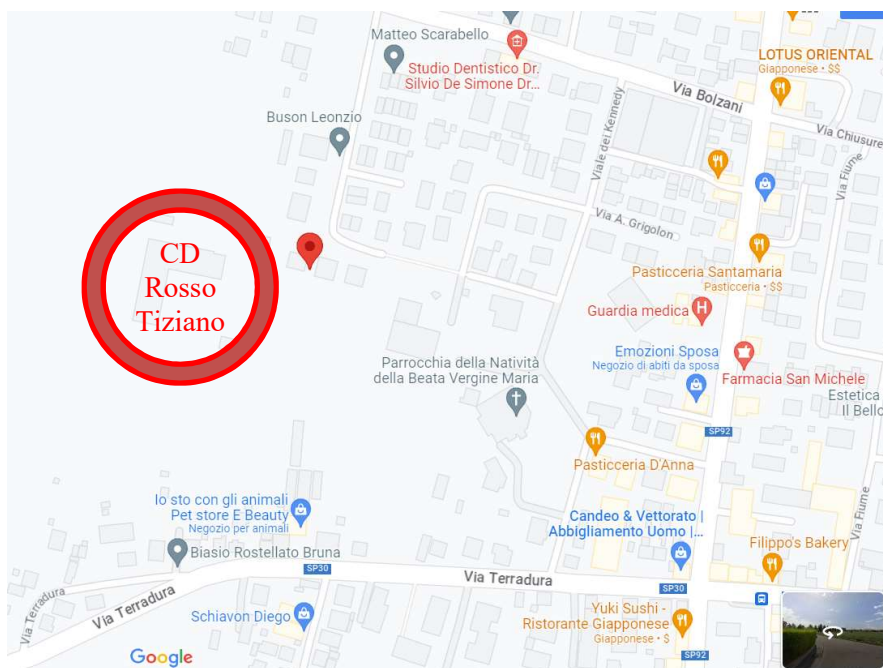 Matteo Scarabello
Studio Dentistico Dr.
Silvio De Simone Dr...
LOTUS ORIENTAL
Giapponese • $$
Via Bolzani
Via Chiusure
Viale dei Kennedy
Via Fiume
Buson Leonzio
Via A. Grigolon
CD
Rosso
Tiziano
Pasticceria Santamaria
Pasticceria • $$
Guardia medica
H
Emozioni Sposa
Negozio di abiti da sposa
Farmacia San Michele
Parrocchia della Natività
della Beata Vergine Maria
Estetica
Il Bello
SP92
Pasticceria D'Anna
Io sto con gli animali
Pet store E Beauty
Negozio per animali
Candeo & Vettorato |
Abbigliamento Uomo |...
Via Fiume
Filippo's Bakery
Biasio Rostellato Bruna
SP30
Via Terradura
SP30
Via Terradura
Via Terradura
Schiavon Diego
Yuki Sushi -
Ristorante Giapponese
Giapponese • $
SP92
Google